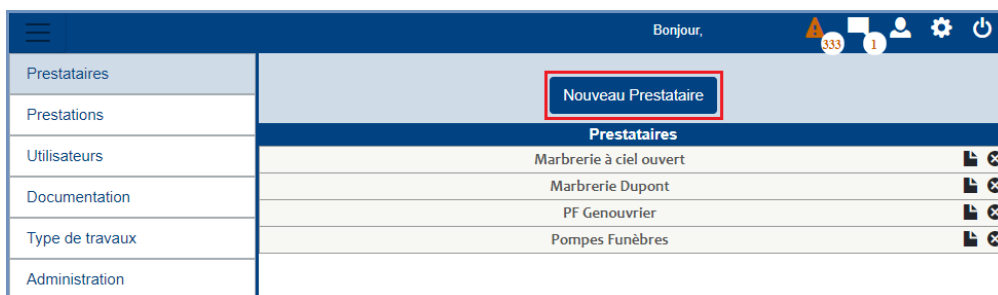 Bonjour,
333
1
Prestataires
Prestations
Utilisateurs
Documentation
Type de travaux
Administration
Nouveau Prestataire
Prestataires
Marbrerie à ciel ouvert
Marbrerie Dupont
PF Genouvrier
Pompes Funèbres